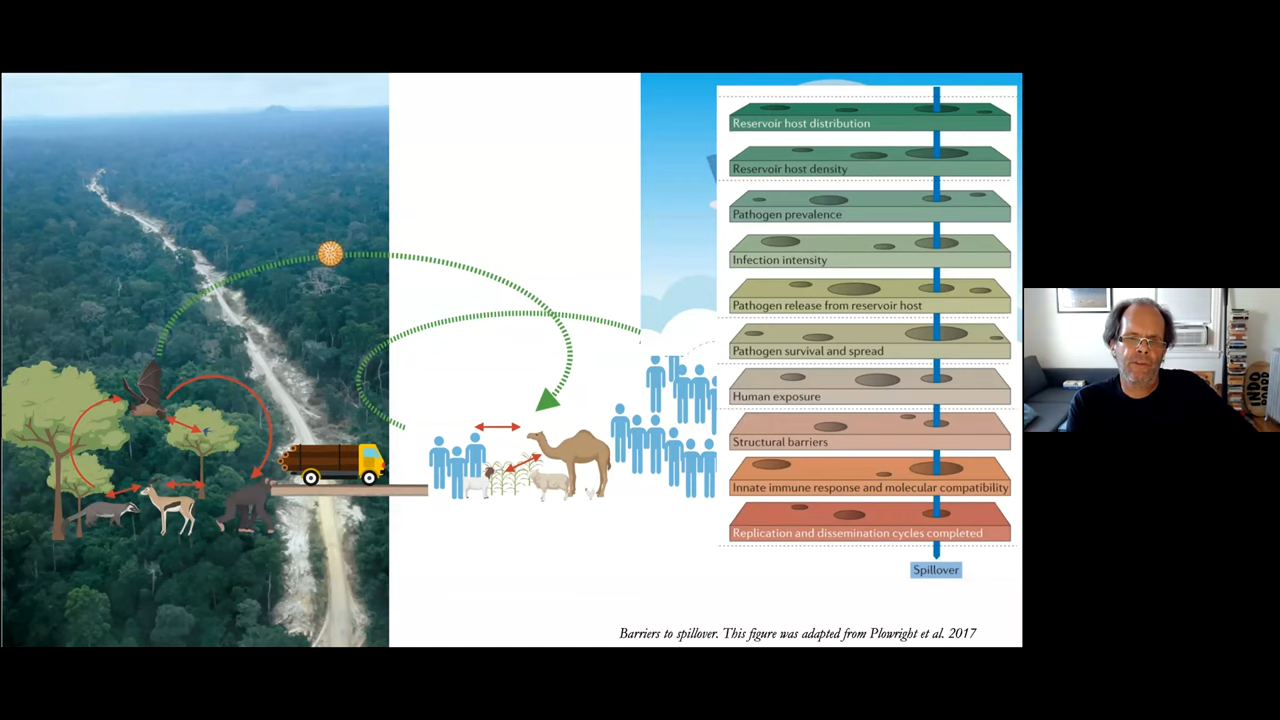 Reservoir host distribution
Reservoir host density
Pathogen prevalence
Infection intensity
Pathogen release from reservoir host
Pathogen survival and spread
Human exposure
Structural barriers
Innate immune response and molecular compatibility
Replication and dissemination cycles completed
Spillover
Barriers to spillover. This figure was adapted from Plowright et al. 2017
INDO
BOARD